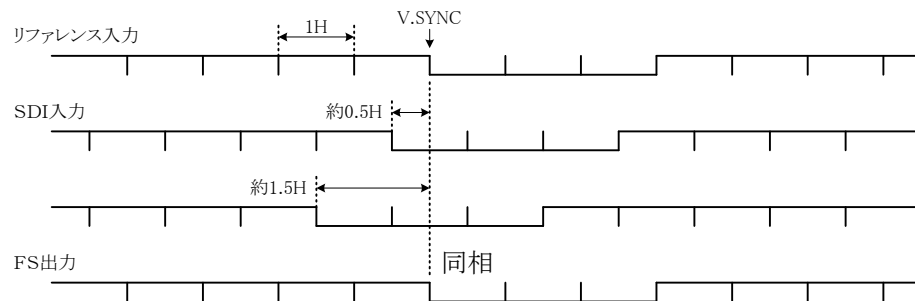 V.SYNC
リファレンス入力
1H
SDI入力
約0.5H
約1.5H
同相
FS出力